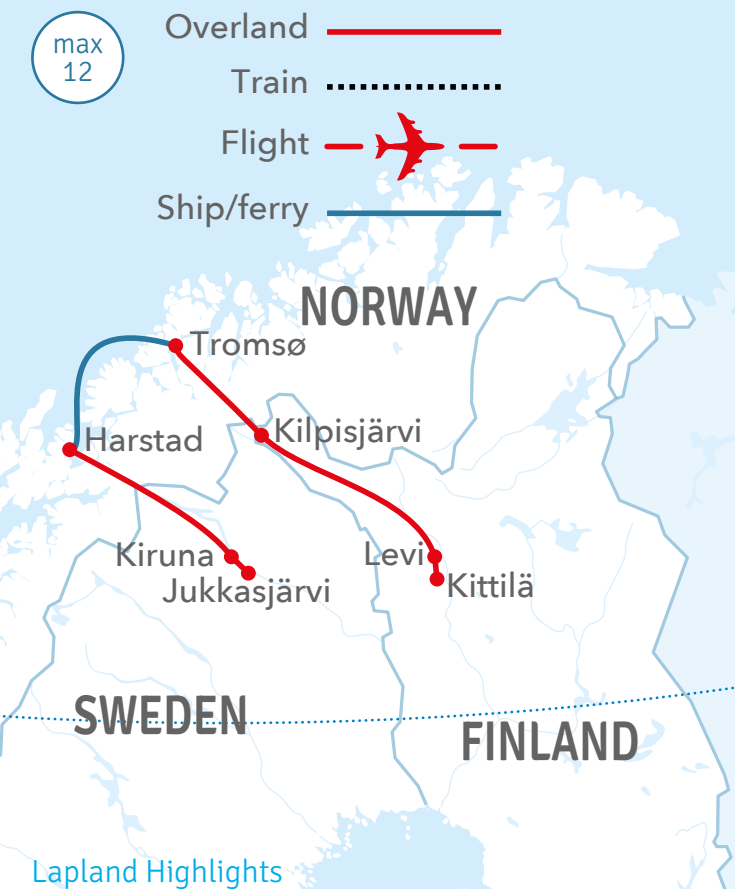 max
12
Overland
Train
Flight
Ship/ferry
NORWAY
Tromsø
Harstad
Kilpisjärvi
Kiruna
Levi
Jukkasjärvi
Kittilä
SWEDEN
FINLAND
Lapland Highlights